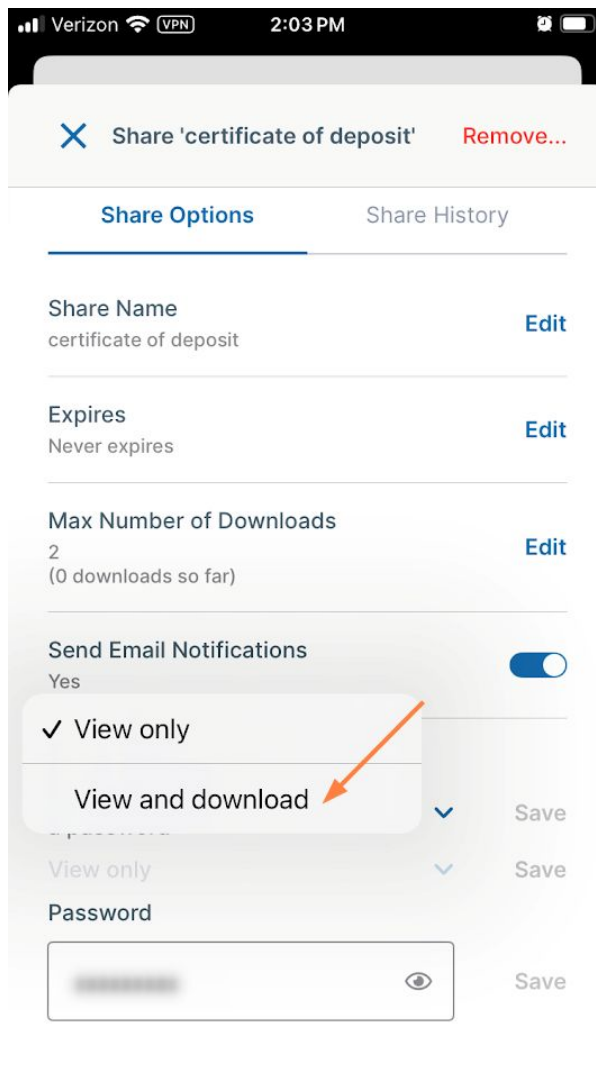 Verizon VPN 2:03 PM
Share 'certificate of deposit' Remove...
Share Options Share History
Share Name
certificate of deposit
Edit
Expires
Never expires
Edit
Max Number of Downloads
2
(0 downloads so far)
Edit
Send Email Notifications
Yes
✓ View only
View and download
Save
a password
View only Save
Password
Save